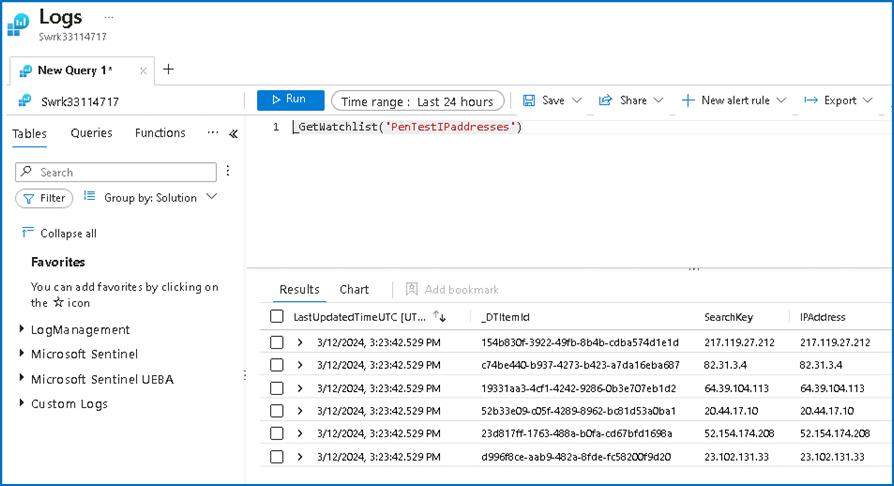 Logs ...
Swrk33114717
New Query 1* × +
Swrk33114717
Run Time range : Last 24 hours Save Share New alert rule Export
Tables Queries Functions ... «
1 _GetWatchlist('PenTestIPaddresses')
Search
Filter Group by: Solution
Collapse all
Favorites
You can add favorites by clicking on
the ☆ icon
LogManagement
Microsoft Sentinel
Microsoft Sentinel UEBA
Custom Logs
Results Chart Add bookmark
LastUpdatedTimeUTC [UT... _DTItemId SearchKey IPAddress
3/12/2024, 3:23:42.529 PM 154b830f-3922-49fb-8b4b-cdba574d1e1d 217.119.27.212 217.119.27.212
3/12/2024, 3:23:42.529 PM c74be440-b937-4273-b423-a7da16eba687 82.31.3.4 82.31.3.4
3/12/2024, 3:23:42.529 PM 19331aa3-4cf1-4242-9286-0b3e707eb1d2 64.39.104.113 64.39.104.113
3/12/2024, 3:23:42.529 PM 52b33e09-c05f-4289-8962-bc81d53a0ba1 20.44.17.10 20.44.17.10
3/12/2024, 3:23:42.529 PM 23d817ff-1763-488a-b0fa-cd67bfd1698a 52.154.174.208 52.154.174.208
3/12/2024, 3:23:42.529 PM d996f8ce-aab9-482a-8fde-fc58200f9d20 23.102.131.33 23.102.131.33